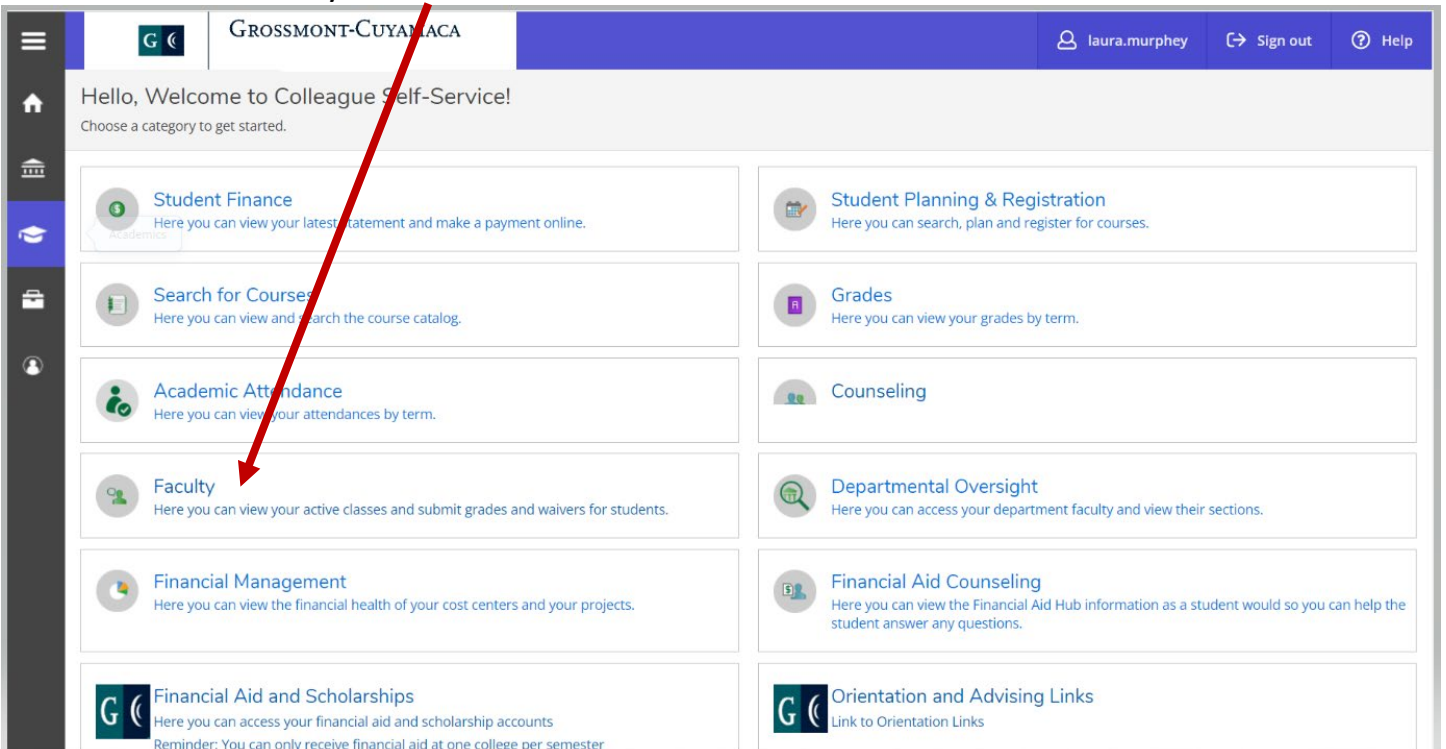 G
GROSSMONT-CUYAMACA
laura.murphey
Sign out
Help
Hello, Welcome to Colleague Self-Service!
Choose a category to get started.
Student Finance
Here you can view your latest statement and make a payment online.
Academics
Student Planning & Registration
Here you can search, plan and register for courses.
Search for Courses
Here you can view and search the course catalog.
Grades
Here you can view your grades by term.
Academic Attendance
Here you can view your attendances by term.
Counseling
Faculty
Here you can view your active classes and submit grades and waivers for students.
Departmental Oversight
Here you can access your department faculty and view their sections.
Financial Management
Here you can view the financial health of your cost centers and your projects.
Financial Aid Counseling
Here you can view the Financial Aid Hub information as a student would so you can help the
student answer any questions.
G
Financial Aid and Scholarships
Here you can access your financial aid and scholarship accounts
Reminder: You can only receive financial aid at one college per semester
G
Orientation and Advising Links
Link to Orientation Links